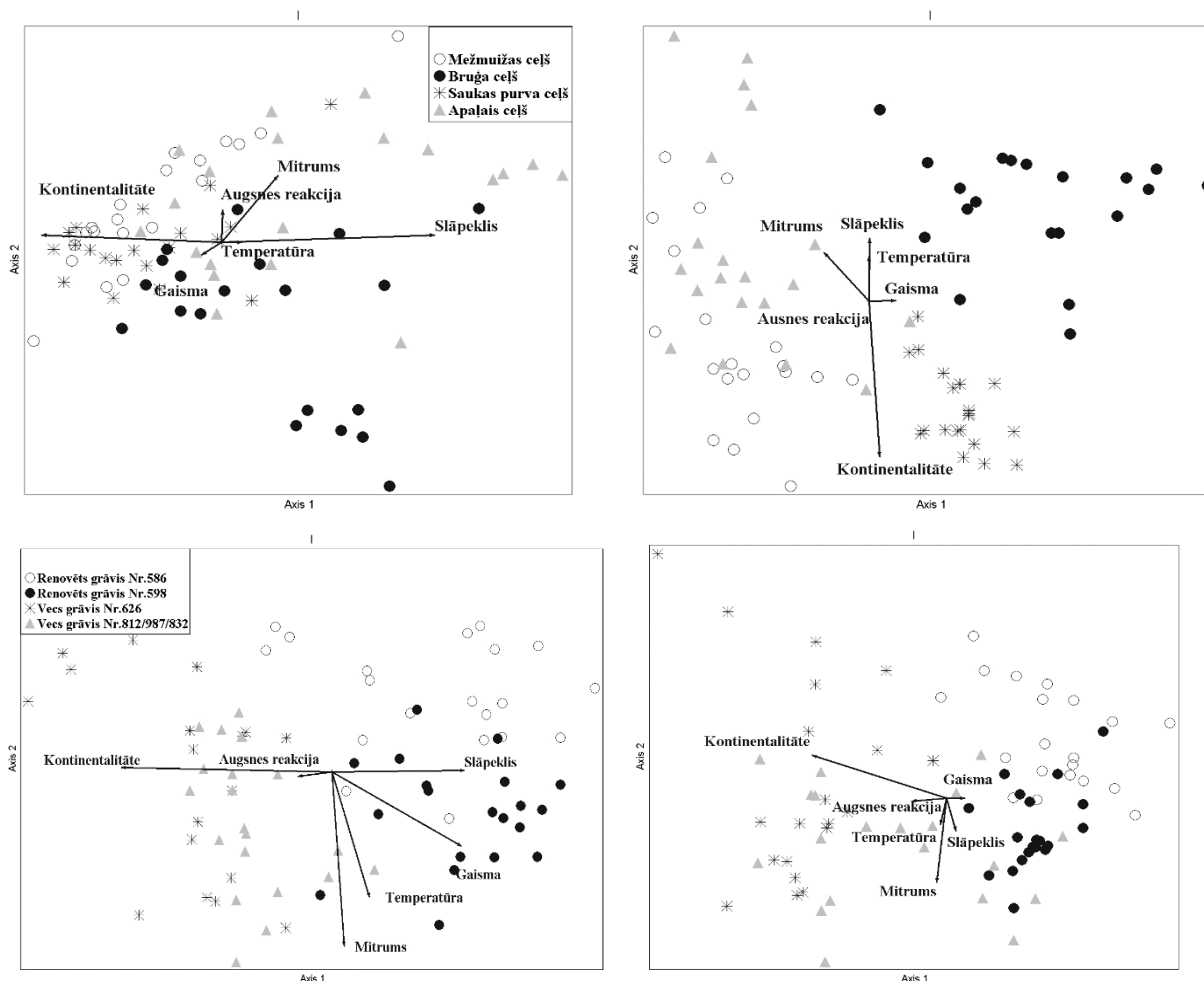 Mežmuižas ceļš
Bruģa ceļš
Saukas purva ceļš
Apaļais ceļš
Mitrums
Kontinentalitāte
Augsnes reakcija
Slāpeklis
Temperatūra
Gaisma
Axis 2
Axis 1
Mitrums
Slāpeklis
Temperatūra
Gaisma
Ausnes reakcija
Kontinentalitāte
Axis 2
Axis 1
Renovēts grāvis Nr.586
Renovēts grāvis Nr.598
Vecs grāvis Nr.626
Vecs grāvis Nr.812/987/832
Kontinentalitāte
Augsnes reakcija
Slāpeklis
Gaisma
Temperatūra
Mitrums
Axis 2
Axis 1
Kontinentalitāte
Gaisma
Augsnes reakcija
Temperatūra
Slāpeklis
Mitrums
Axis 2
Axis 1